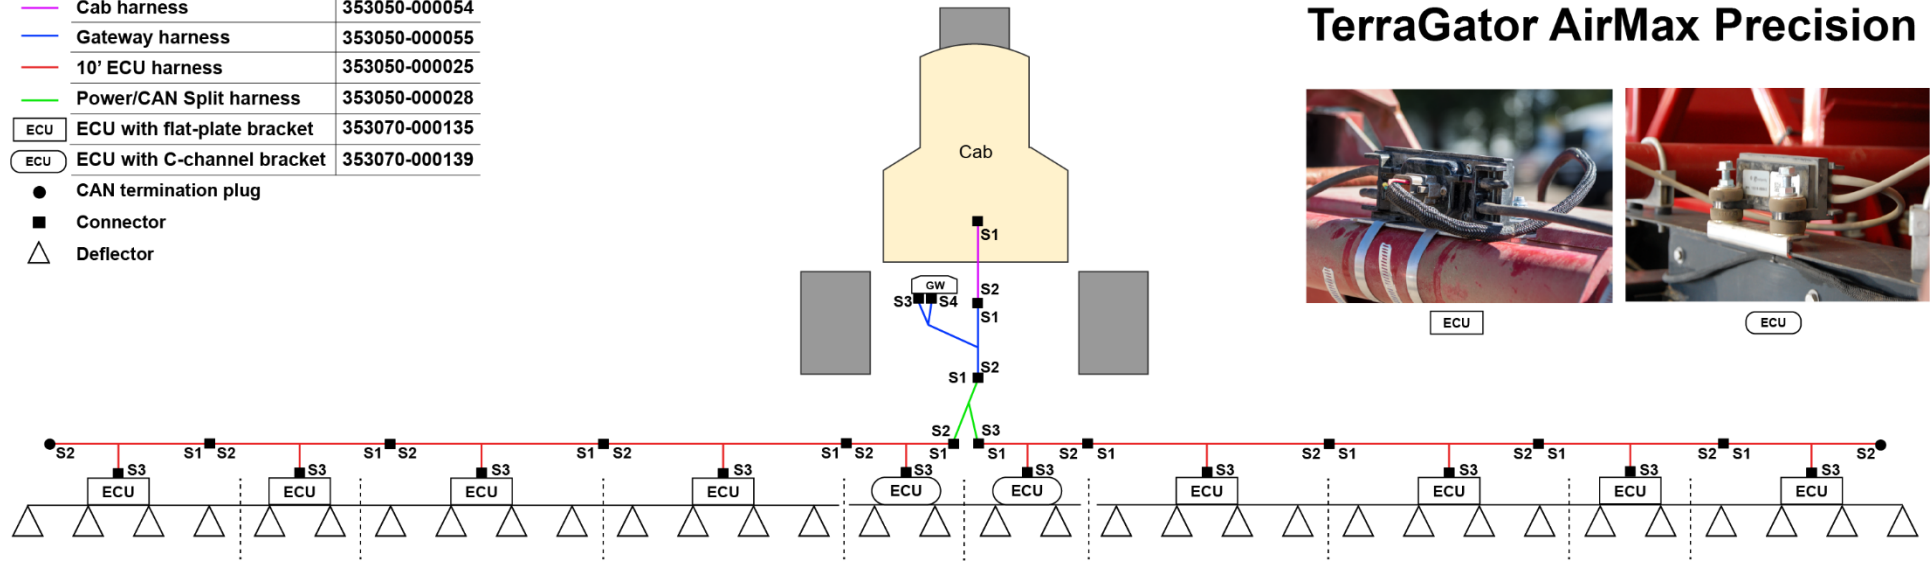 Cab harness 353050-000054
TerraGator AirMax Precision
Gateway harness 353050-000055
10’ ECU harness 353050-000025
Power/CAN Split harness 353050-000028
ECU ECU with flat-plate bracket 353070-000135
ECU ECU with C-channel bracket 353070-000139
CAN termination plug
Connector
Deflector
Cab
S1
GW
S3 S4
S2
S1
S2
S1
ECU ECU
S2 S3
S2 S1 S2 S1 S2 S1 S2 S1 S2 S1 S1 S2 S1 S2 S1 S2 S1 S2 S1 S2
S3 S3 S3 S3 S3 S3 S3 S3 S3 S3
ECU ECU ECU ECU ECU ECU ECU ECU ECU ECU